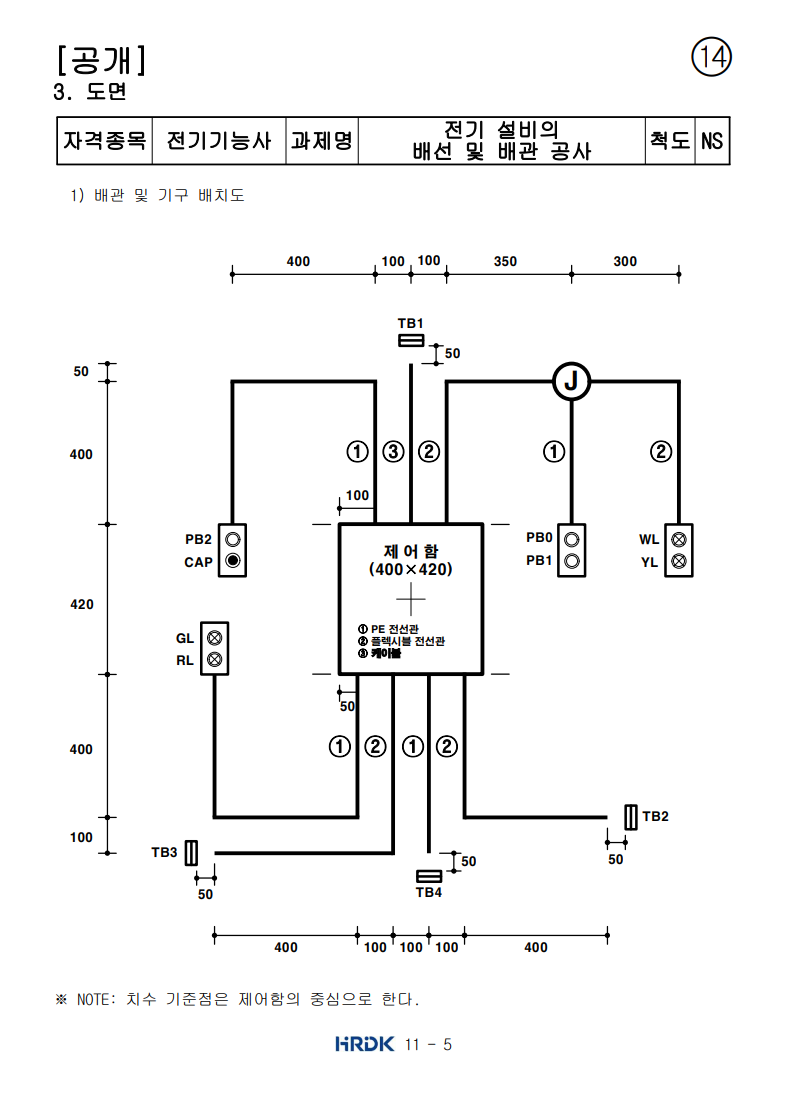 [공개]
14
3. 도면
자격종목 전기기능사 과제명 전기 설비의 배선 및 배관 공사 척도 NS
1) 배관 및 기구 배치도
400 100 100 350 300
TB1
50
50
J
400
① ③ ② ① ②
100
PB2
CAP
제어함
(400×420)
PB0
PB1
WL
YL
420
① PE 전선관
② 플렉시블 전선관
③ 케이블
GL
RL
50
400
① ② ① ②
100
TB2
50
TB3
50
50
TB4
400 100 100 100 400
※ NOTE: 치수 기준점은 제어함의 중심으로 한다.
HRDK 11 - 5